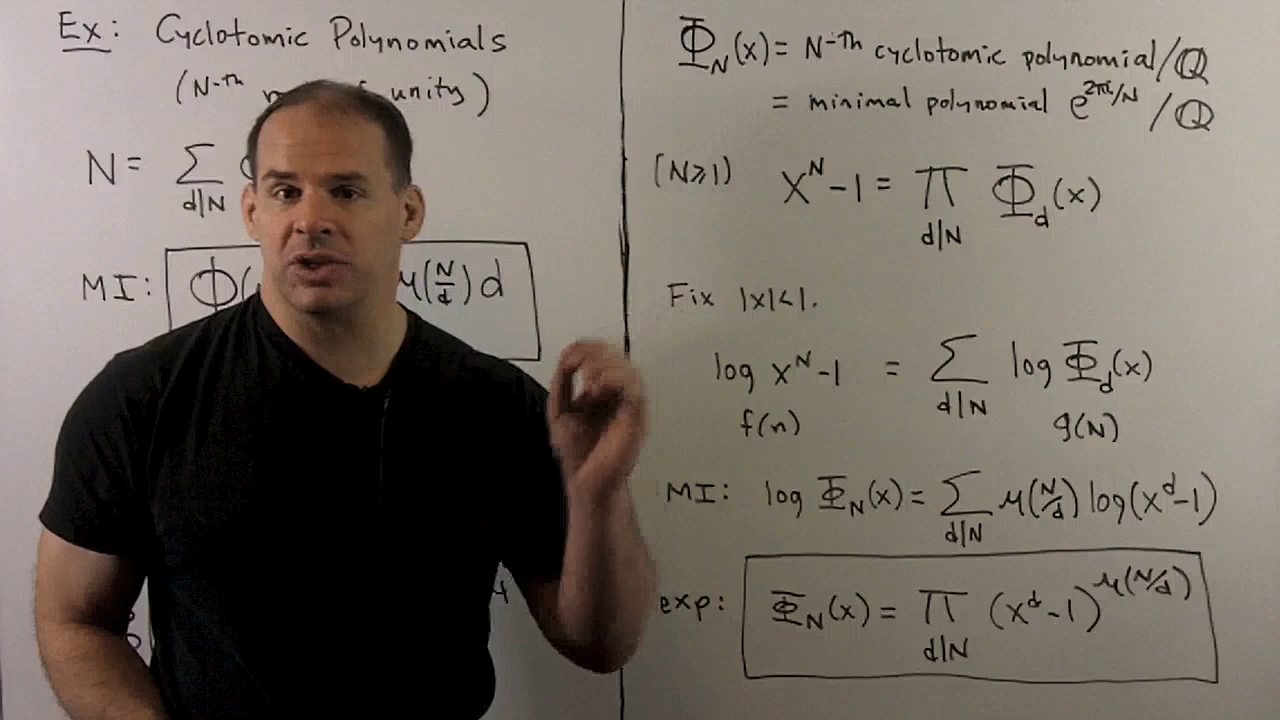 Ex: Cyclotomic Polynomials
(N-th unity)
N = Σ
d|N
MI: Φ( μ(N/d) d
Φ_N(x) = N-th cyclotomic polynomial/ℚ
= minimal polynomial e^{2πi/N} /ℚ
(N≥1) X^N - 1 = Π Φ_d(x)
d|N
Fix |x|<1.
log x^N - 1 = Σ log Φ_d(x)
d|N
f(n) g(N)
MI: log Φ_N(x) = Σ μ(N/d) log(x^d - 1)
d|N
exp: Φ_N(x) = Π (x^d - 1)^{μ(N/d)}
d|N